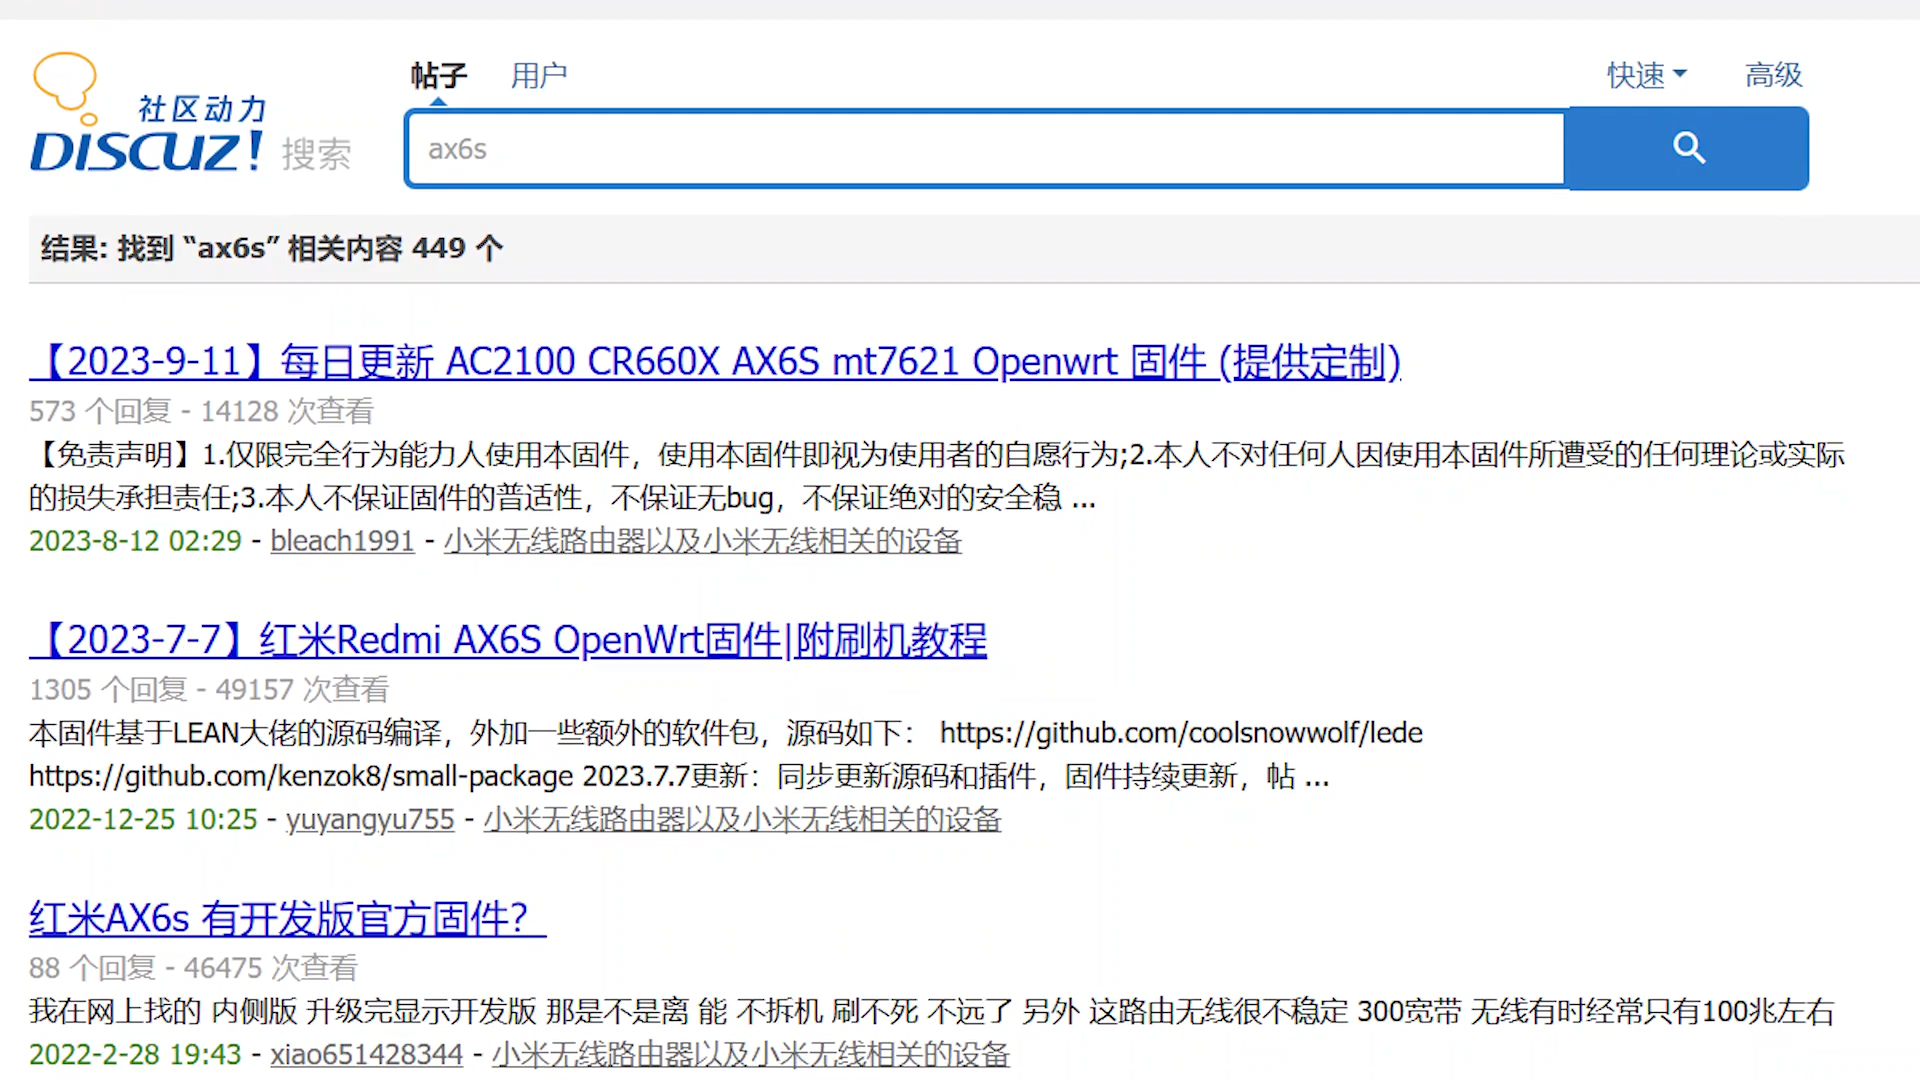 帖子 用户 快速 高级
社区动力
DISCUZ! 搜索
ax6s
结果: 找到 “ax6s” 相关内容 449 个
【2023-9-11】每日更新 AC2100 CR660X AX6S mt7621 Openwrt 固件 (提供定制)
573 个回复 - 14128 次查看
【免责声明】1.仅限完全行为能力人使用本固件，使用本固件即视为使用者的自愿行为;2.本人不对任何人因使用本固件所遭受的任何理论或实际
的损失承担责任;3.本人不保证固件的普适性，不保证无bug，不保证绝对的安全稳 ...
2023-8-12 02:29 - bleach1991 - 小米无线路由器以及小米无线相关的设备
【2023-7-7】红米Redmi AX6S OpenWrt固件|附刷机教程
1305 个回复 - 49157 次查看
本固件基于LEAN大佬的源码编译，外加一些额外的软件包，源码如下： https://github.com/coolsnowwolf/lede
https://github.com/kenzok8/small-package 2023.7.7更新：同步更新源码和插件，固件持续更新，帖 ...
2022-12-25 10:25 - yuyangyu755 - 小米无线路由器以及小米无线相关的设备
红米AX6s 有开发版官方固件？
88 个回复 - 46475 次查看
我在网上找的 内侧版 升级完显示开发版 那是不是离 能 不拆机 刷不死 不远了 另外 这路由无线很不稳定 300宽带 无线有时经常只有100兆左右
2022-2-28 19:43 - xiao651428344 - 小米无线路由器以及小米无线相关的设备